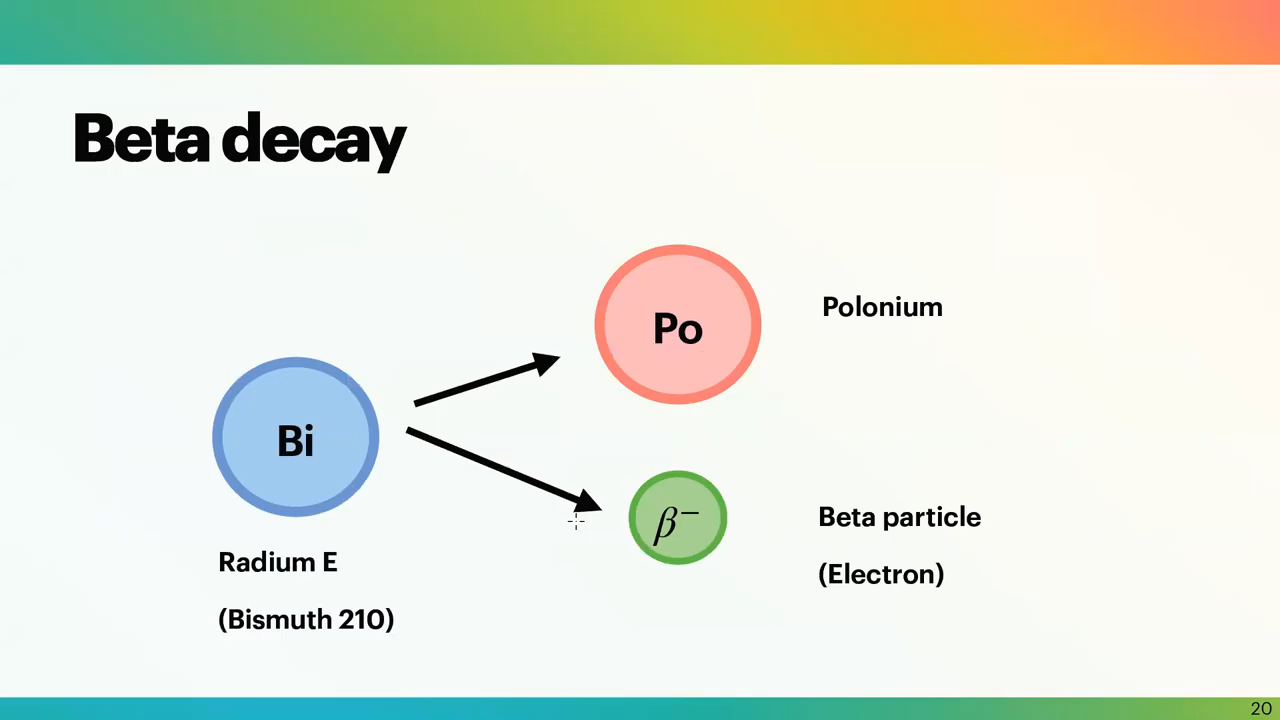 Beta decay
Po
Polonium
Bi
β−
Beta particle
(Electron)
Radium E
(Bismuth 210)
20